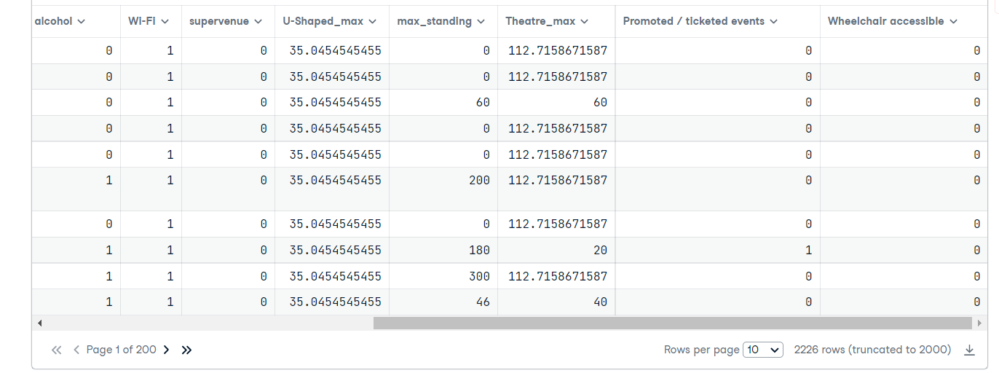 alcohol Wi-Fi supervenue U-Shaped_max max_standing Theatre_max Promoted / ticketed events Wheelchair accessible
0 1 0 35.0454545455 0 112.7158671587 0 0
0 1 0 35.0454545455 0 112.7158671587 0 0
0 1 0 35.0454545455 60 60 0 0
0 1 0 35.0454545455 0 112.7158671587 0 0
0 1 0 35.0454545455 0 112.7158671587 0 0
1 1 0 35.0454545455 200 112.7158671587 0 0
0 1 0 35.0454545455 0 112.7158671587 0 0
1 1 0 35.0454545455 180 20 1 0
1 1 0 35.0454545455 300 112.7158671587 0 0
1 1 0 35.0454545455 46 40 0 0
Page 1 of 200 Rows per page 10 2226 rows (truncated to 2000)